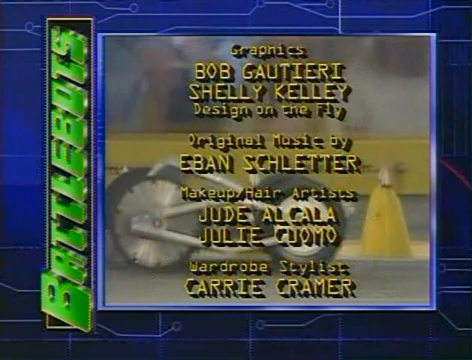 BATTLEBOTS
Graphics
BOB GAUTIERI
SHELLY KELLEY
Design on the Fly
Original Music by
EBAN SCHLETTER
Makeup/Hair Artists
JUDE ALCALA
JULIE CUOMO
Wardrobe Stylist
CARRIE CRAMER